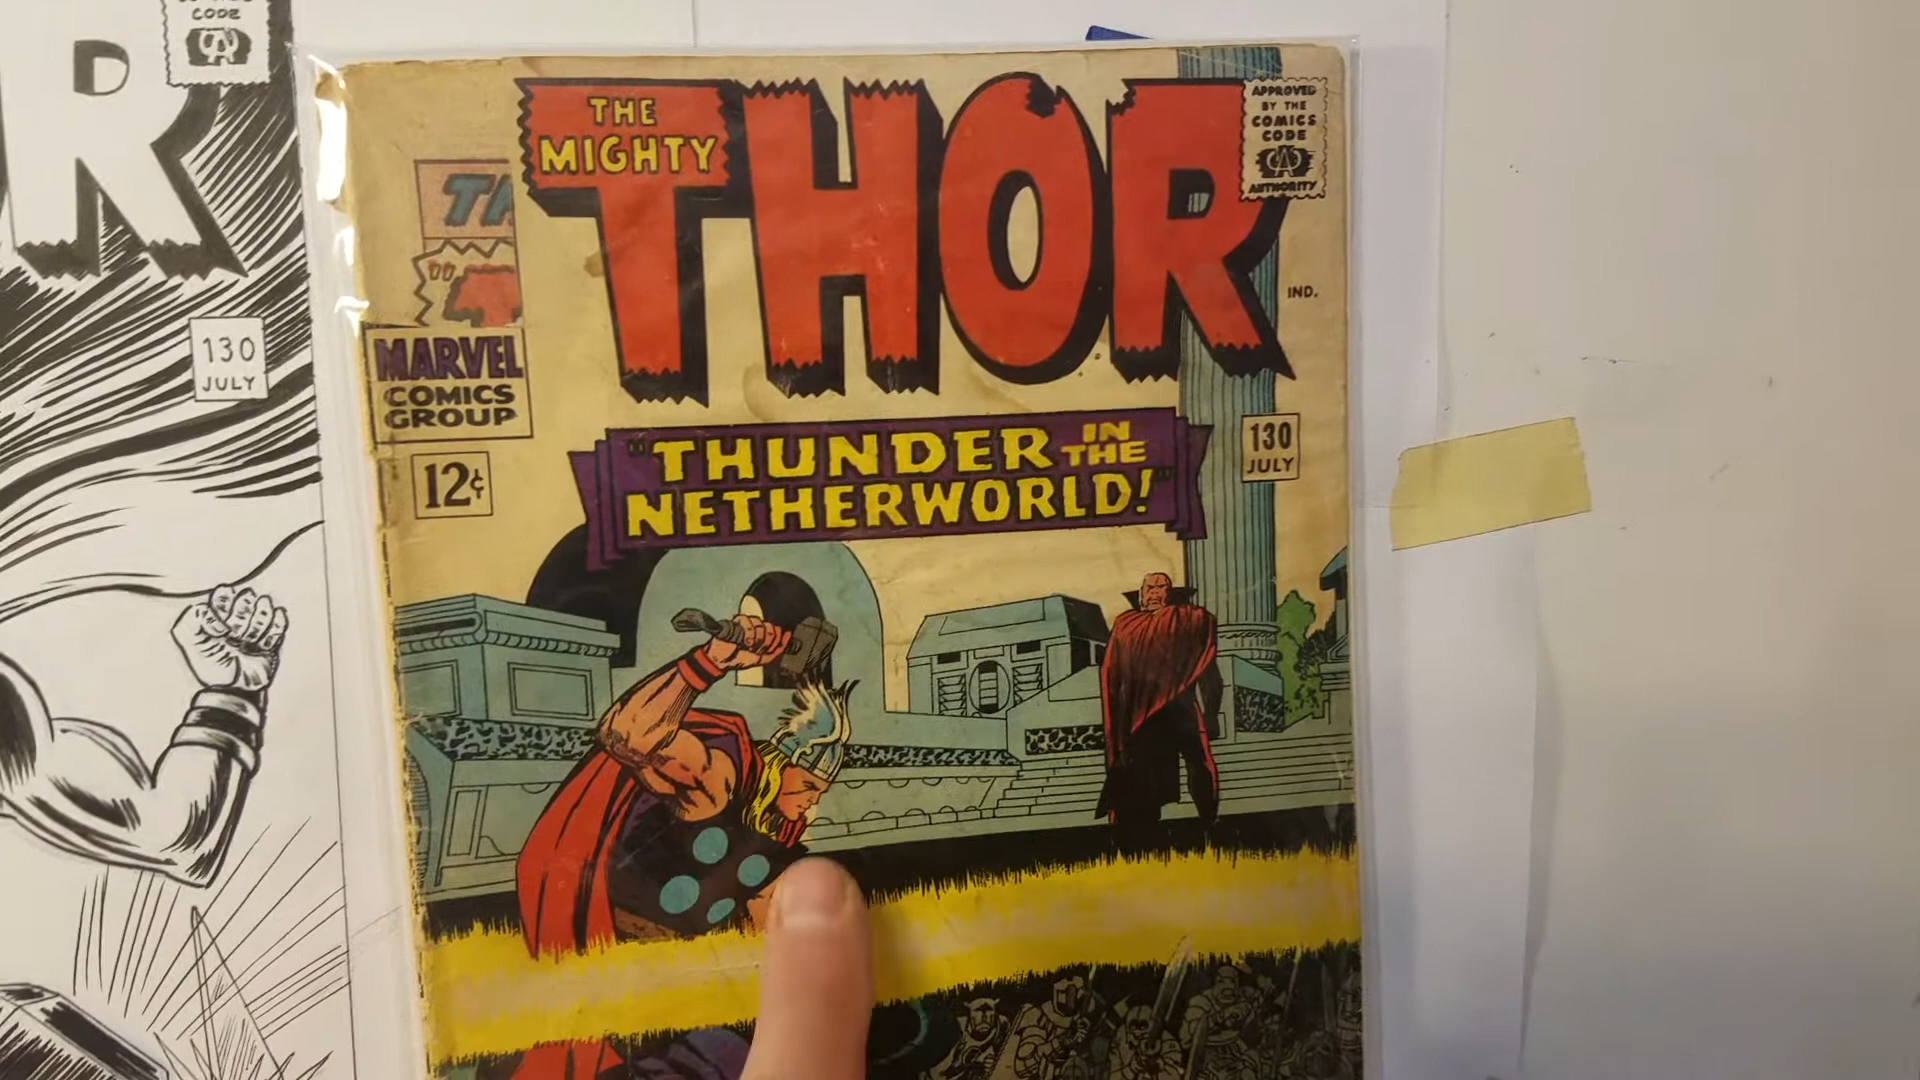 CODE
R
130
JULY
THE
MIGHTY
THOR
APPROVED
BY THE
COMICS
CODE
AUTHORITY
IND.
MARVEL
COMICS
GROUP
12¢
"THUNDER IN THE
NETHERWORLD!"
130
JULY